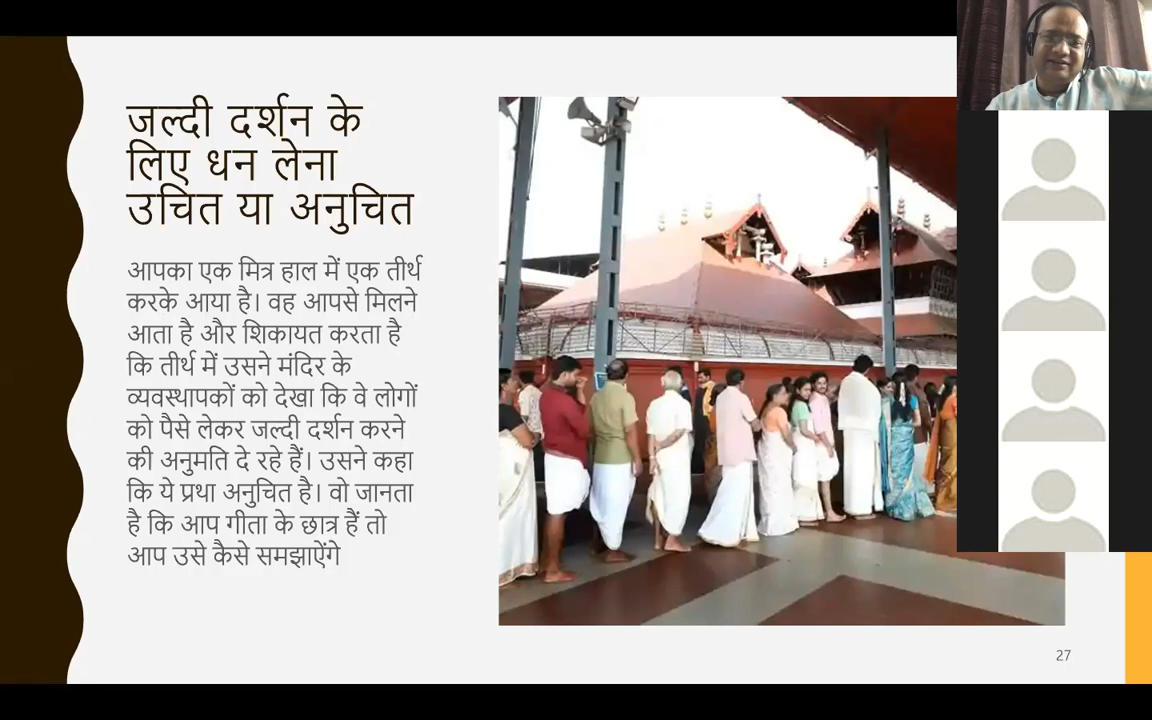 जल्दी दर्शन के
लिए धन लेना
उचित या अनुचित
आपका एक मित्र हाल में एक तीर्थ
करके आया है। वह आपसे मिलने
आता है और शिकायत करता है
कि तीर्थ में उसने मंदिर के
व्यवस्थापकों को देखा कि वे लोगों
को पैसे लेकर जल्दी दर्शन करने
की अनुमति दे रहे हैं। उसने कहा
कि ये प्रथा अनुचित है। वो जानता
है कि आप गीता के छात्र हैं तो
आप उसे कैसे समझाऐंगे
27